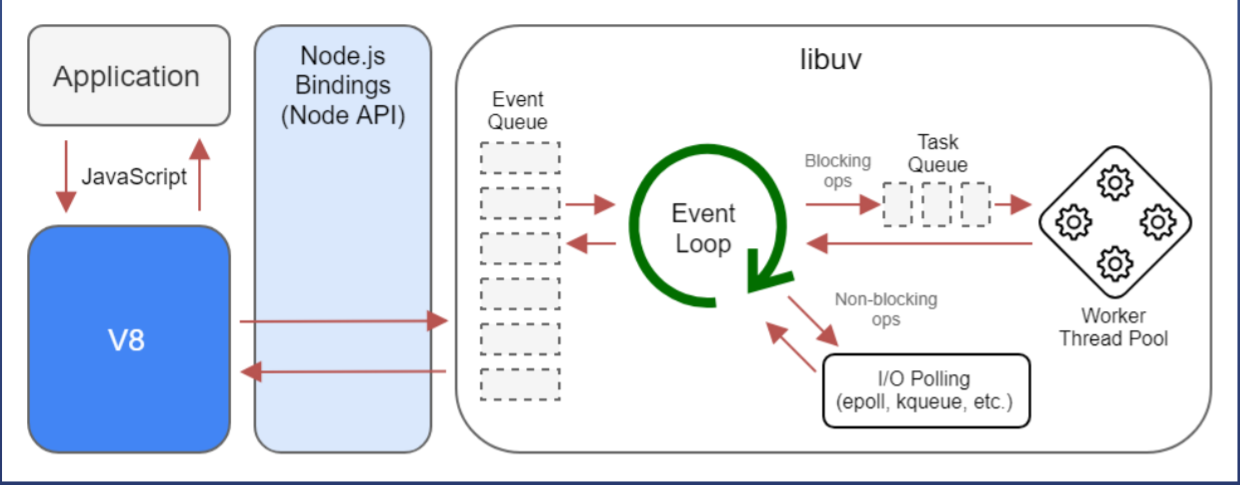 Application
JavaScript
V8
Node.js
Bindings
(Node API)
libuv
Event
Queue
Event
Loop
Blocking
ops
Task
Queue
Worker
Thread Pool
Non-blocking
ops
I/O Polling
(epoll, kqueue, etc.)